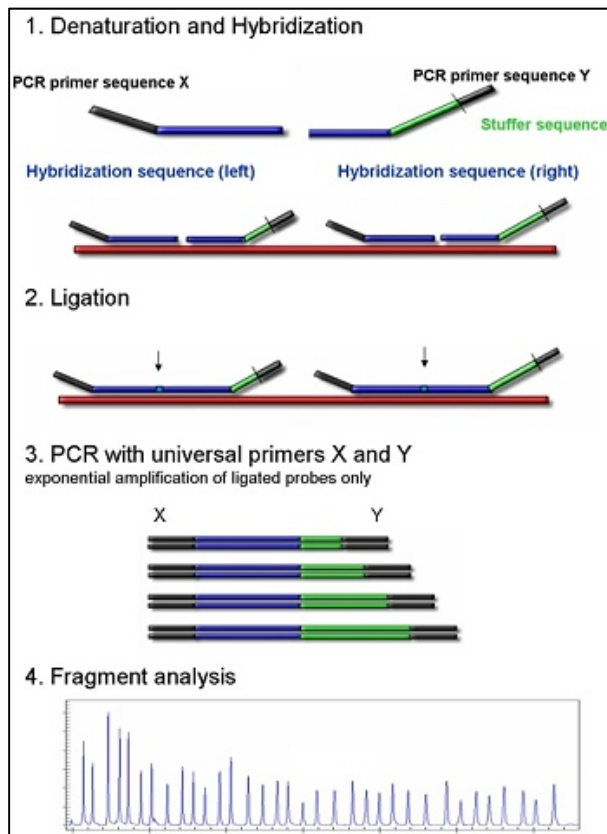 1. Denaturation and Hybridization
PCR primer sequence X
PCR primer sequence Y
Stuffer sequence
Hybridization sequence (left)
Hybridization sequence (right)
2. Ligation
3. PCR with universal primers X and Y
exponential amplification of ligated probes only
X
Y
4. Fragment analysis